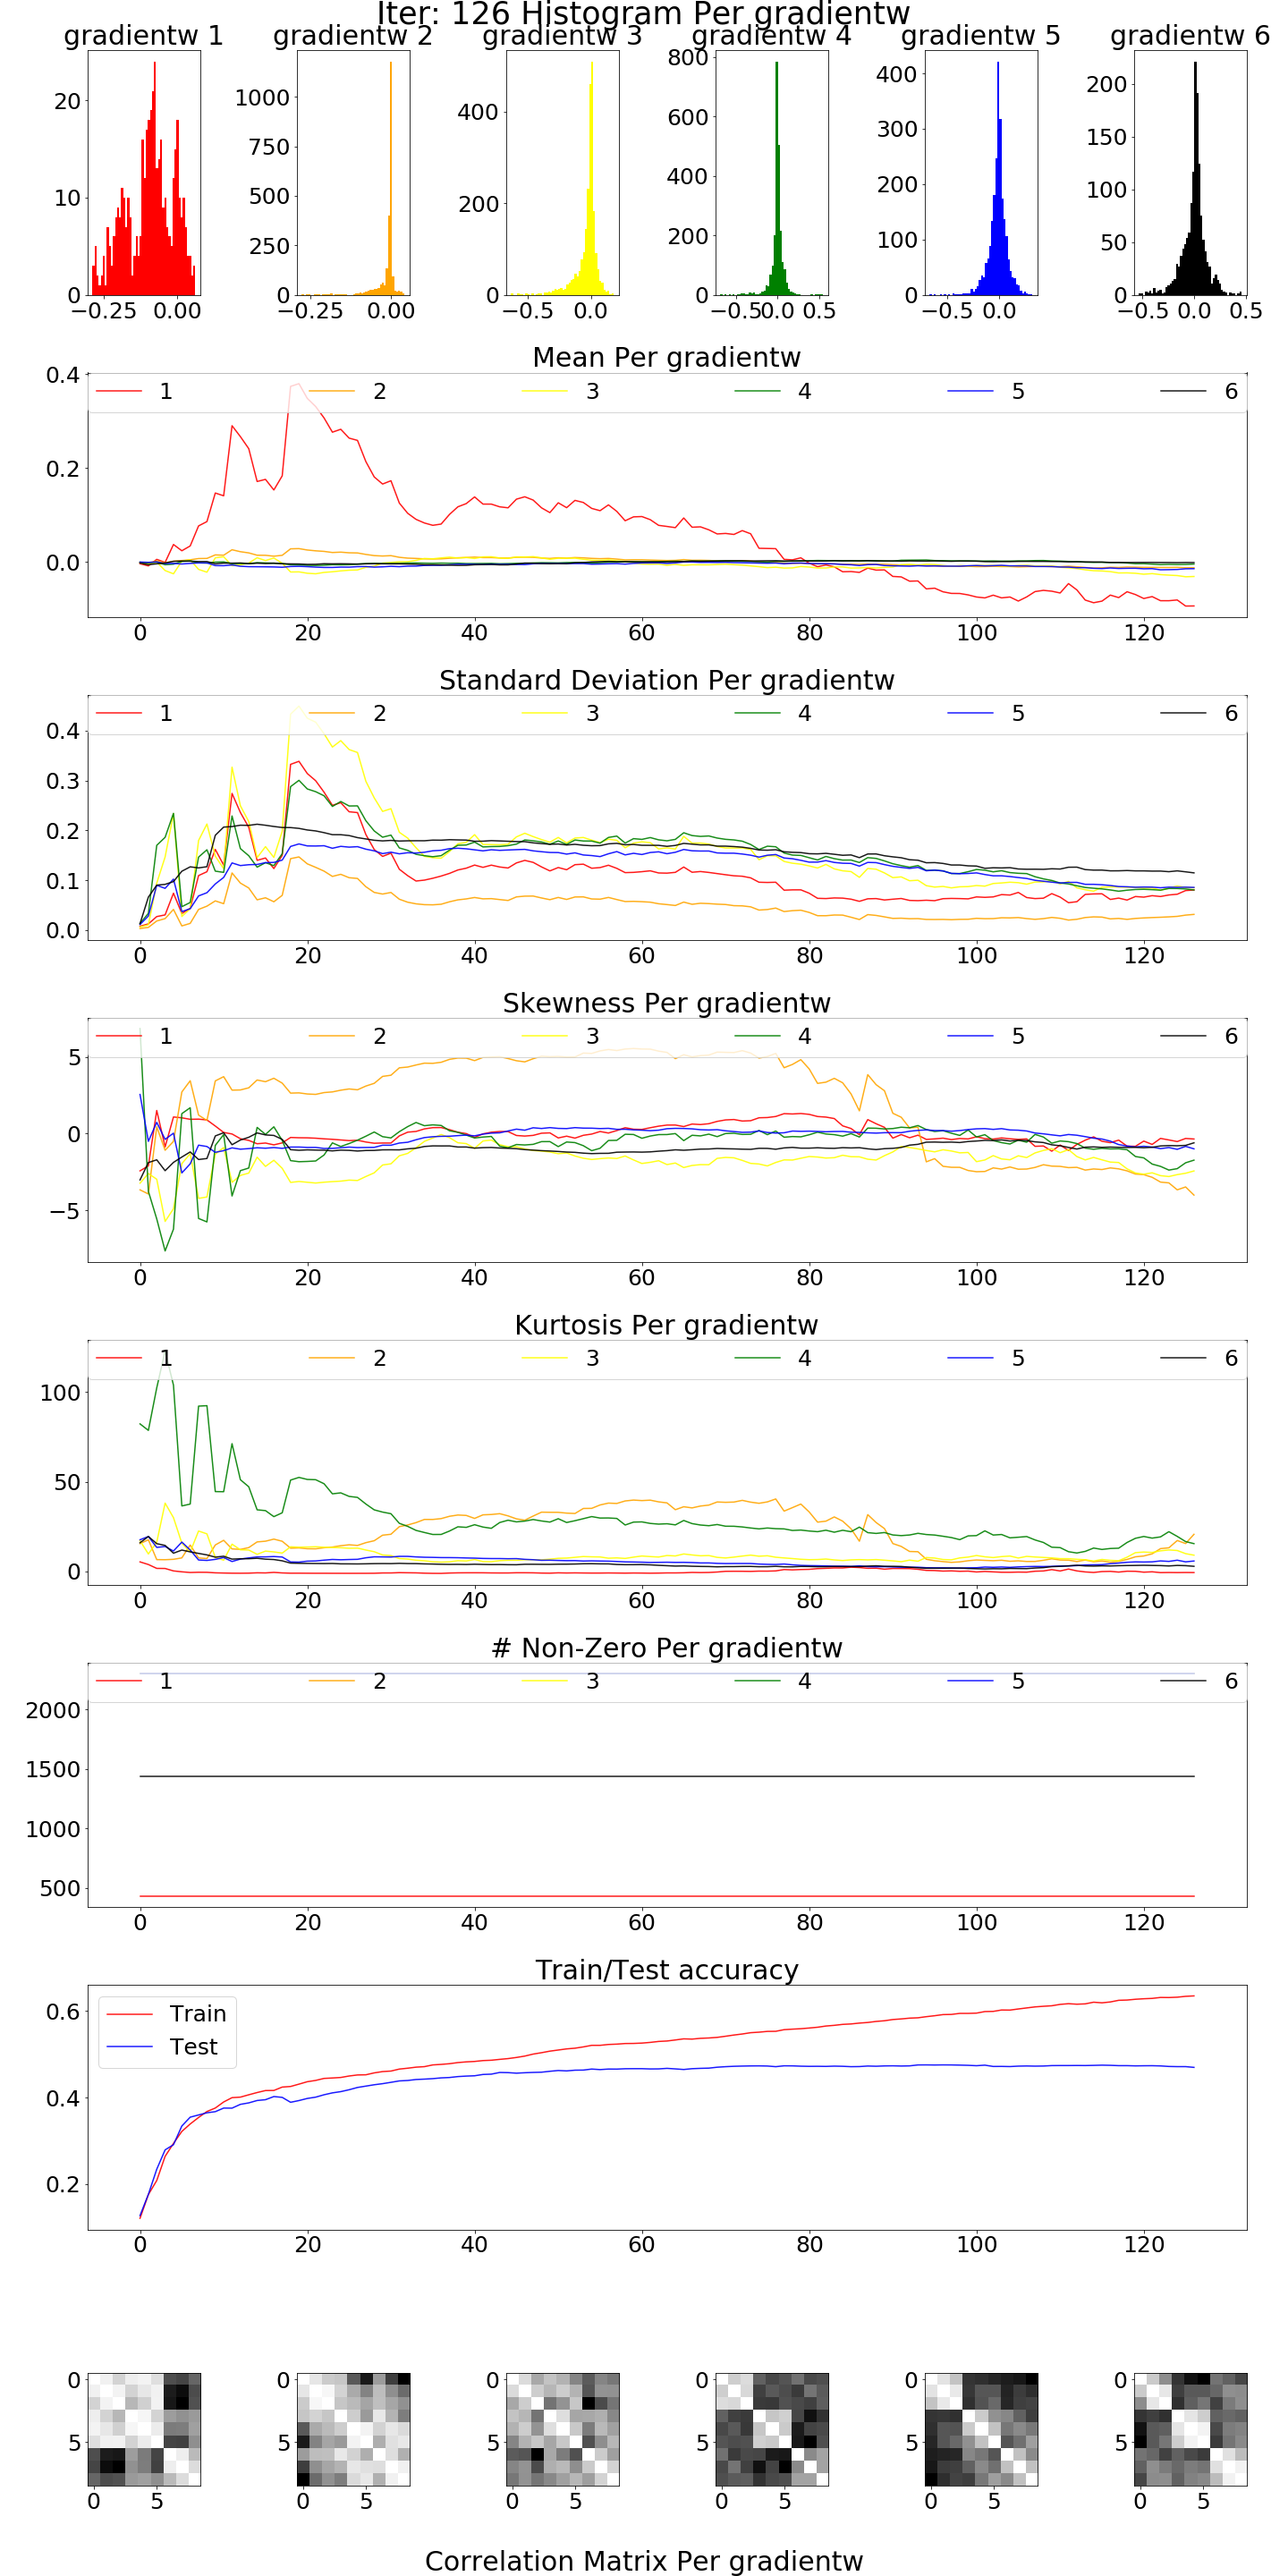 Iter: 126 Histogram Per gradientw
gradientw 1 gradientw 2 gradientw 3 gradientw 4 gradientw 5 gradientw 6
20
10
0
−0.25 0.00
1000
750
500
250
0
−0.25 0.00
400
200
0
−0.5 0.0
800
600
400
200
0
−0.5 0.0 0.5
400
300
200
100
0
−0.5 0.0
200
150
100
50
0
−0.5 0.0 0.5
Mean Per gradientw
1 2 3 4 5 6
0.4
0.2
0.0
0 20 40 60 80 100 120
Standard Deviation Per gradientw
1 2 3 4 5 6
0.4
0.3
0.2
0.1
0.0
0 20 40 60 80 100 120
Skewness Per gradientw
1 2 3 4 5 6
5
0
−5
0 20 40 60 80 100 120
Kurtosis Per gradientw
1 2 3 4 5 6
100
50
0
0 20 40 60 80 100 120
# Non-Zero Per gradientw
1 2 3 4 5 6
2000
1500
1000
500
0 20 40 60 80 100 120
Train/Test accuracy
Train
Test
0.6
0.4
0.2
0 20 40 60 80 100 120
0 0 0 0 0 0
5 5 5 5 5 5
0 5 0 5 0 5 0 5 0 5 0 5
Correlation Matrix Per gradientw